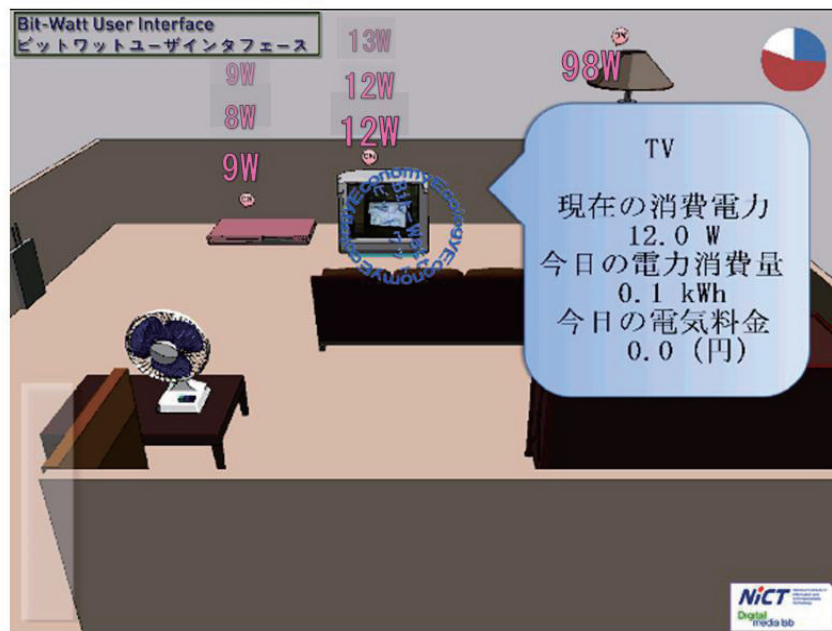 Bit-Watt User Interface
ビットワットユーザインタフェース
13W
9W
98W
12W
8W
12W
9W
TV
現在の消費電力
12.0 W
今日の電力消費量
0.1 kWh
今日の電気料金
0.0 (円)
EconomyEcologyEconomyEcology
NiCT
Digital
media lab